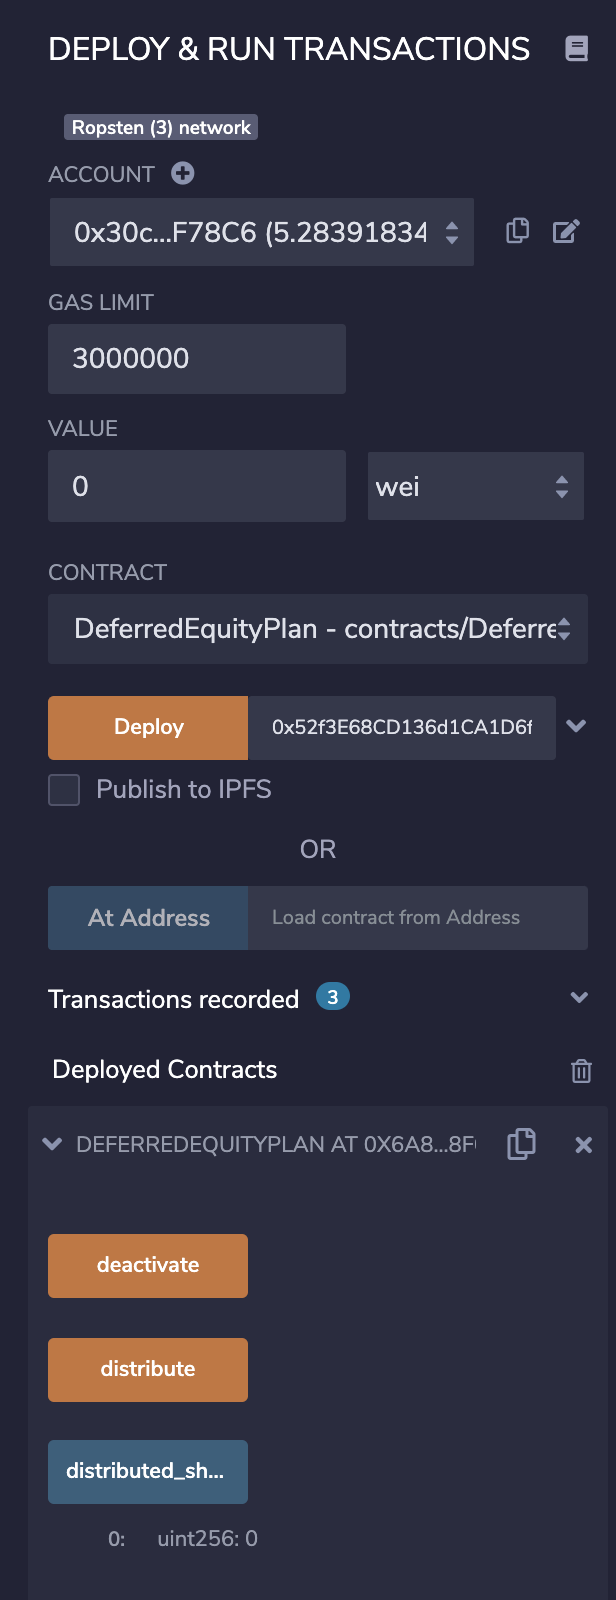 DEPLOY & RUN TRANSACTIONS
Ropsten (3) network
ACCOUNT
0x30c...F78C6 (5.28391834
GAS LIMIT
3000000
VALUE
0 wei
CONTRACT
DeferredEquityPlan - contracts/Deferre
Deploy 0x52f3E68CD136d1CA1D6f
Publish to IPFS
OR
At Address Load contract from Address
Transactions recorded 3
Deployed Contracts
DEFERREDEQUITYPLAN AT 0X6A8...8F
deactivate
distribute
distributed_sh...
0: uint256: 0